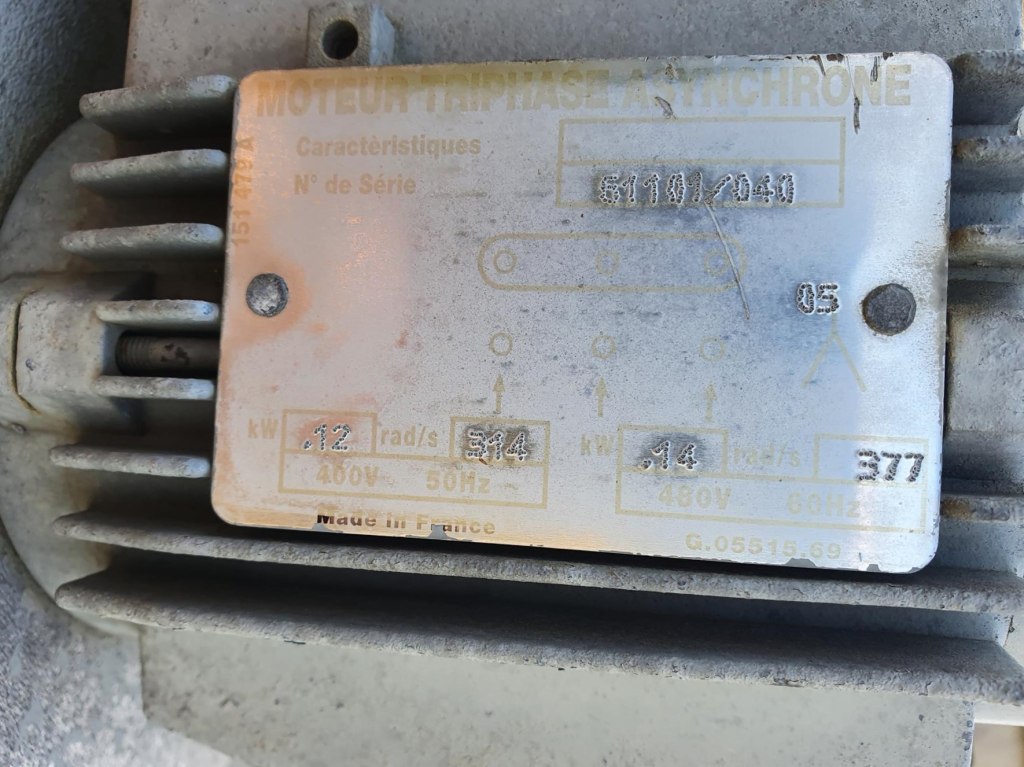 MOTEUR TRIPHASE ASYNCHRONE
Caractèristiques
N° de Série 61101/040
151 479 A
05
kW .12 rad/s 314 kW .14 rad/s 377
400V 50Hz 480V 60Hz
Made in France
G.05515.69